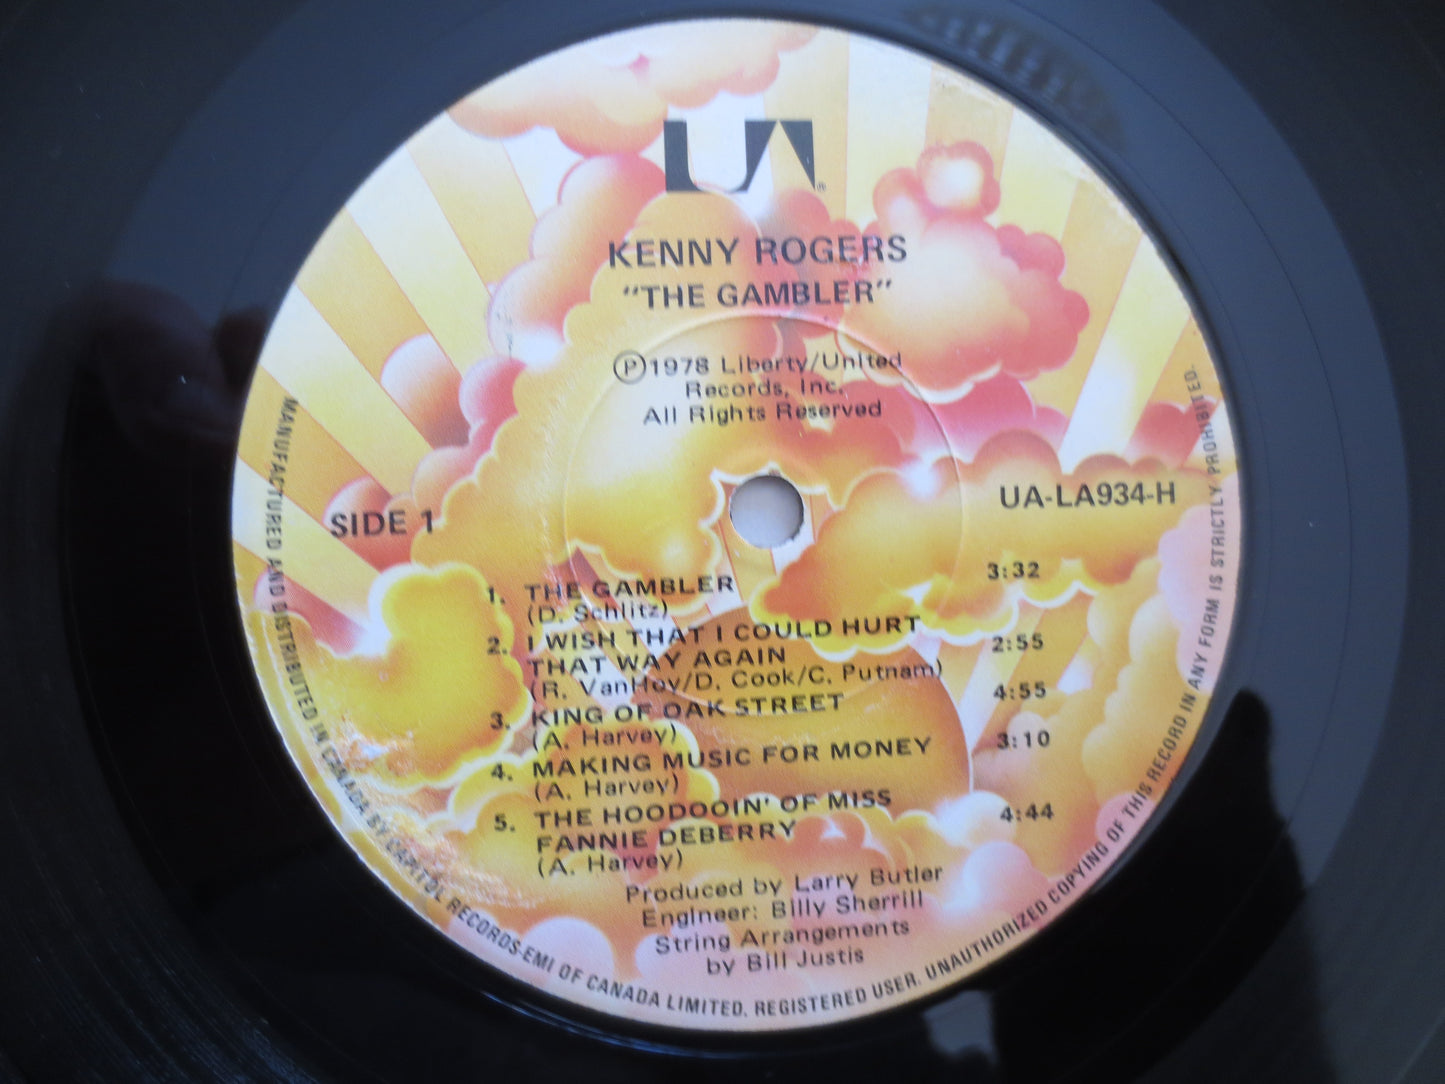 UA®
KENNY ROGERS
"THE GAMBLER"
Ⓟ1978 Liberty/United
Records, Inc.
All Rights Reserved
SIDE 1
UA-LA934-H
1. THE GAMBLER 3:32
(D. Schlitz)
2. I WISH THAT I COULD HURT
THAT WAY AGAIN 2:55
(R. VanHoy/D. Cook/C. Putnam)
3. KING OF OAK STREET 4:55
(A. Harvey)
4. MAKING MUSIC FOR MONEY 3:10
(A. Harvey)
5. THE HOODOOIN' OF MISS
FANNIE DEBERRY 4:44
(A. Harvey)
Produced by Larry Butler
Engineer: Billy Sherrill
String Arrangements
by Bill Justis
MANUFACTURED AND DISTRIBUTED IN CANADA BY CAPITOL RECORDS-EMI OF CANADA LIMITED, REGISTERED USER. UNAUTHORIZED COPYING OF THIS RECORD IN ANY FORM IS STRICTLY PROHIBITED.